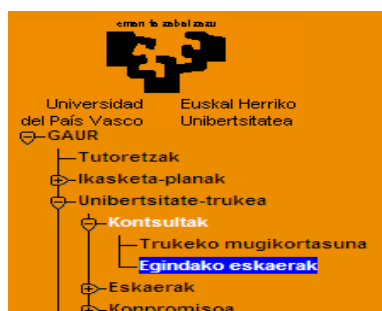 eman ta zabal zazu
Universidad Euskal Herriko
del País Vasco Unibertsitatea
GAUR
Tutoretzak
Ikasketa-planak
Unibertsitate-trukea
Kontsultak
Trukeko mugikortasuna
Egindako eskaerak
Eskaerak
Konpromisoa